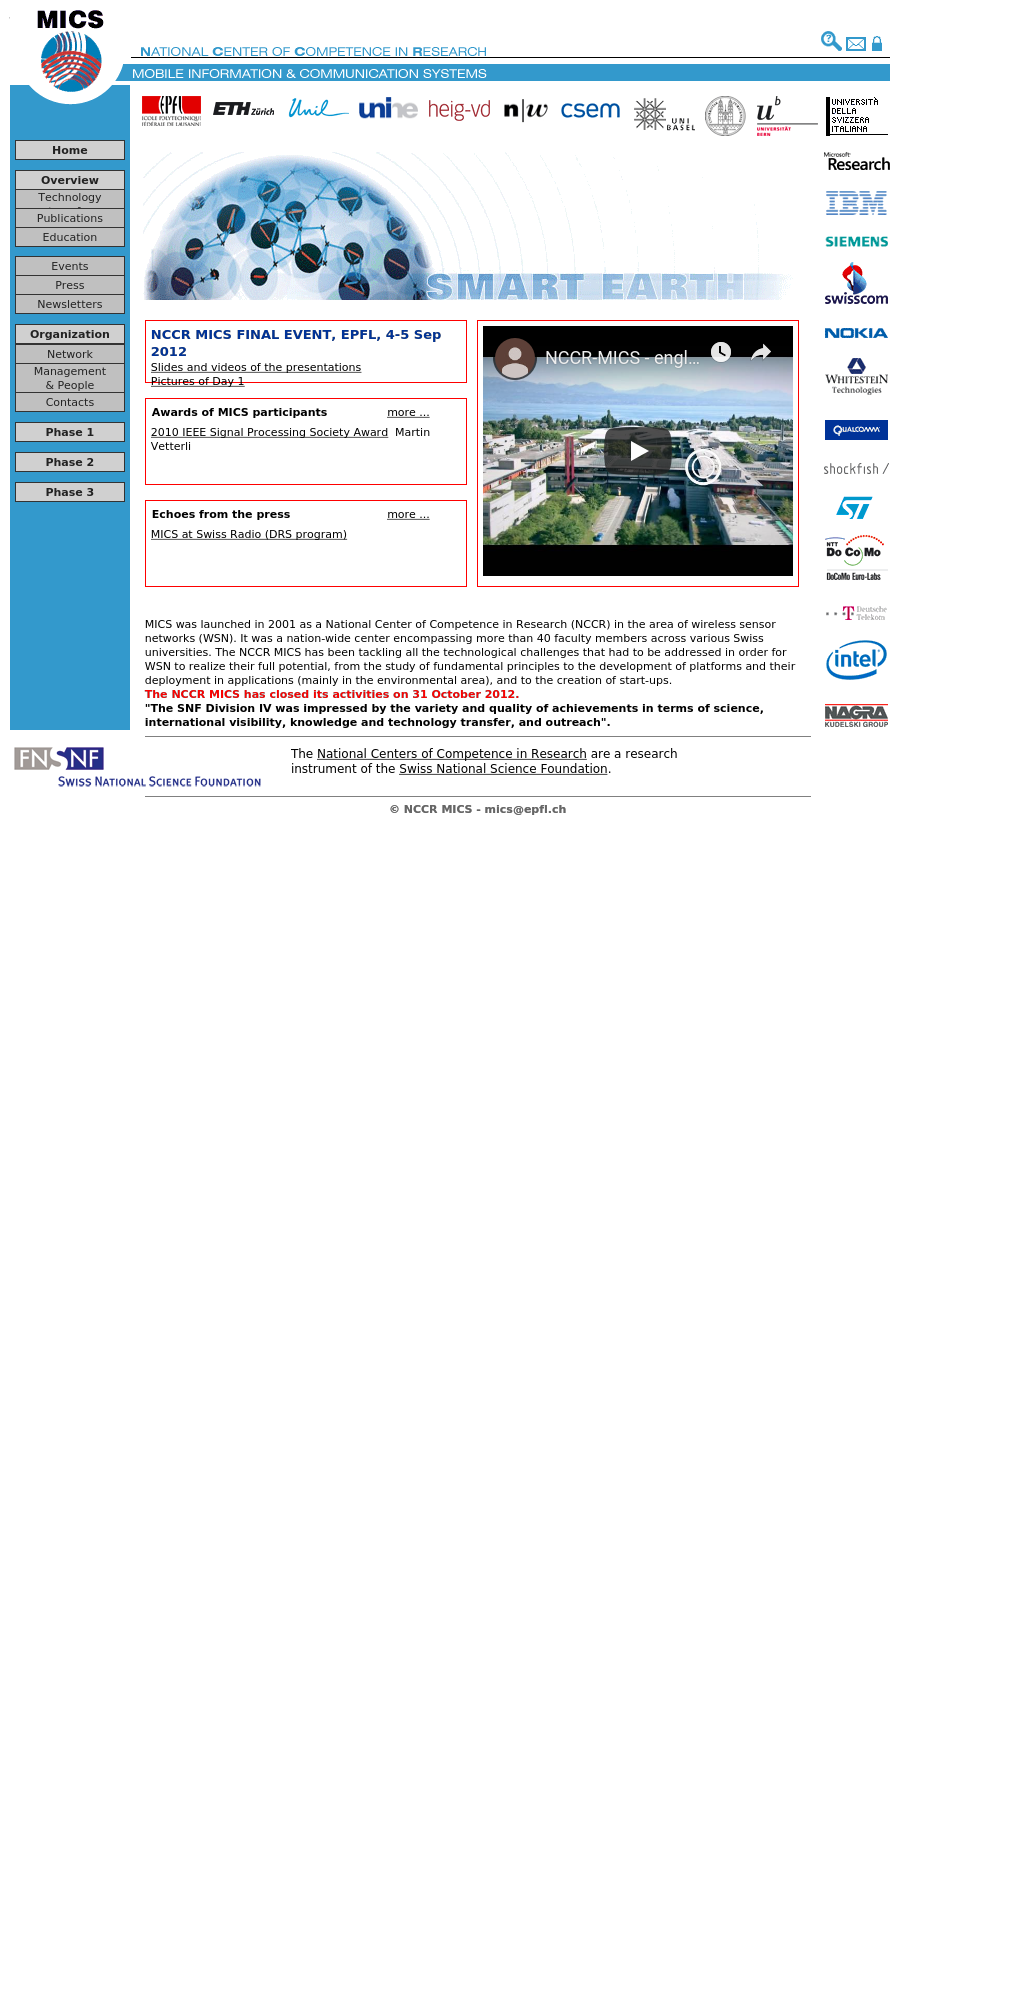 MICS
NATIONAL CENTER OF COMPETENCE IN RESEARCH
MOBILE INFORMATION & COMMUNICATION SYSTEMS
EPFL
ÉCOLE POLYTECHNIQUE
FÉDÉRALE DE LAUSANNE
ETH Zürich
Unil
unine
heig-vd
n|w
csem
UNI
BASEL
u b
UNIVERSITÄT
BERN
UNIVERSITÀ
DELLA
SVIZZERA
ITALIANA
Home
Overview
Technology
Publications
Education
Events
Press
Newsletters
Organization
Network
Management
& People
Contacts
Phase 1
Phase 2
Phase 3
SMART EARTH
NCCR MICS FINAL EVENT, EPFL, 4-5 Sep
2012
Slides and videos of the presentations
Pictures of Day 1
Awards of MICS participants more ...
2010 IEEE Signal Processing Society Award Martin
Vetterli
Echoes from the press more ...
MICS at Swiss Radio (DRS program)
NCCR-MICS - engl...
Microsoft
Research
IBM
SIEMENS
swisscom
NOKIA
WHITESTEIN
Technologies
QUALCOMM
shockfish /
ST
NTT
DoCoMo
DoCoMo Euro-Labs
T Deutsche
Telekom
intel
NAGRA
KUDELSKI GROUP
MICS was launched in 2001 as a National Center of Competence in Research (NCCR) in the area of wireless sensor
networks (WSN). It was a nation-wide center encompassing more than 40 faculty members across various Swiss
universities. The NCCR MICS has been tackling all the technological challenges that had to be addressed in order for
WSN to realize their full potential, from the study of fundamental principles to the development of platforms and their
deployment in applications (mainly in the environmental area), and to the creation of start-ups.
The NCCR MICS has closed its activities on 31 October 2012.
"The SNF Division IV was impressed by the variety and quality of achievements in terms of science,
international visibility, knowledge and technology transfer, and outreach".
FNSNF
SWISS NATIONAL SCIENCE FOUNDATION
The National Centers of Competence in Research are a research
instrument of the Swiss National Science Foundation.
© NCCR MICS - mics@epfl.ch